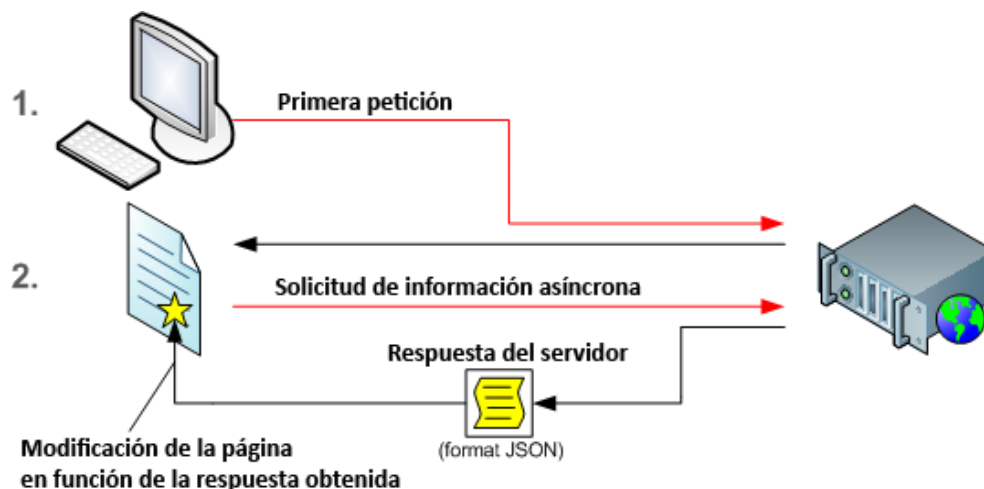 1.
Primera petición
2.
Solicitud de información asíncrona
Respuesta del servidor
(format JSON)
Modificación de la página
en función de la respuesta obtenida